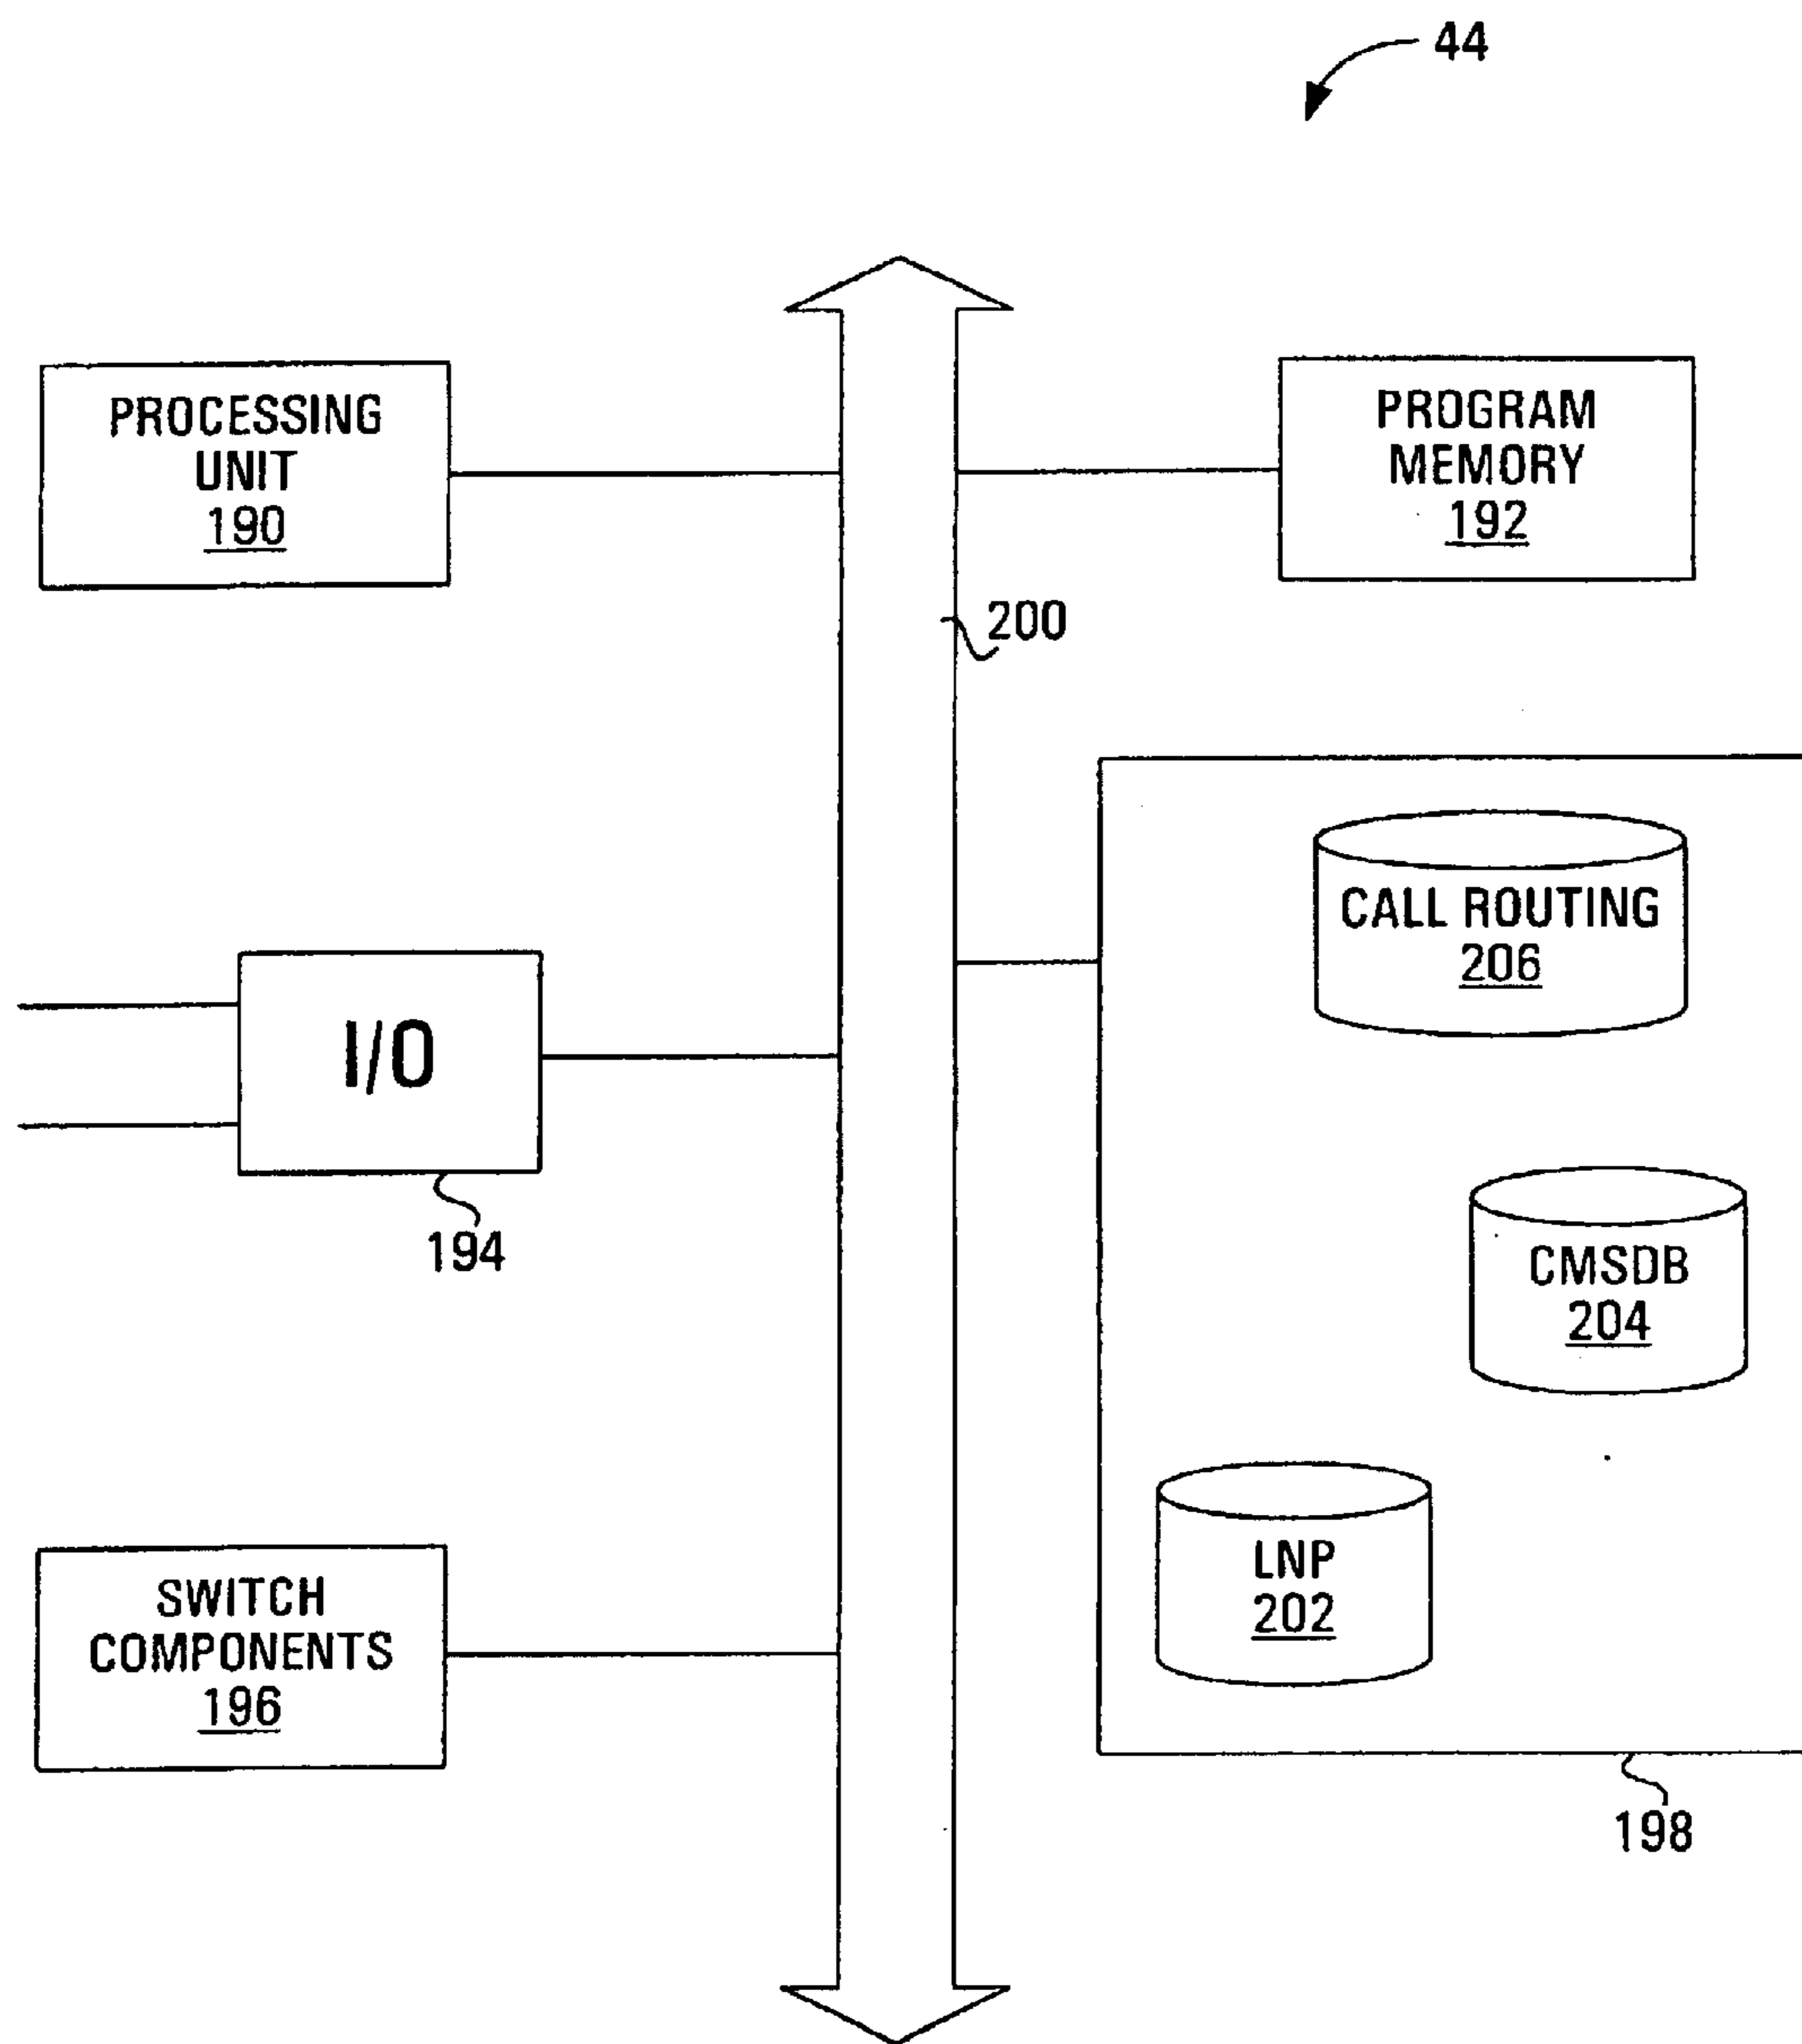 44
PROCESSING
UNIT
190
PROGRAM
MEMORY
192
200
CALL ROUTING
206
I/O
194
CMSDB
204
LNP
202
SWITCH
COMPONENTS
196
198